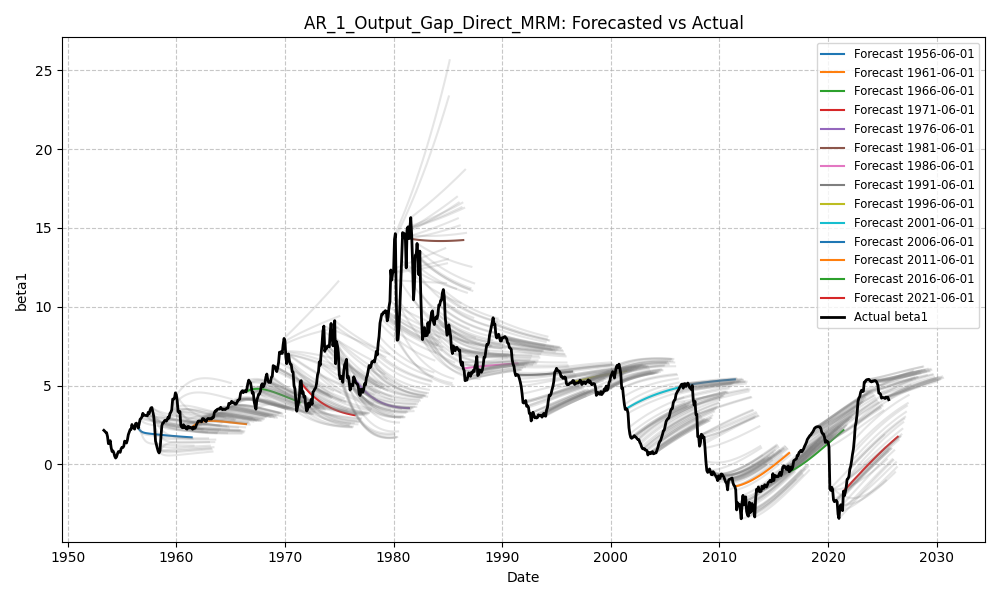 AR_1_Output_Gap_Direct_MRM: Forecasted vs Actual
Forecast 1956-06-01
Forecast 1961-06-01
Forecast 1966-06-01
Forecast 1971-06-01
Forecast 1976-06-01
Forecast 1981-06-01
Forecast 1986-06-01
Forecast 1991-06-01
Forecast 1996-06-01
Forecast 2001-06-01
Forecast 2006-06-01
Forecast 2011-06-01
Forecast 2016-06-01
Forecast 2021-06-01
Actual beta1
beta1
25
20
15
10
5
0
1950 1960 1970 1980 1990 2000 2010 2020 2030
Date